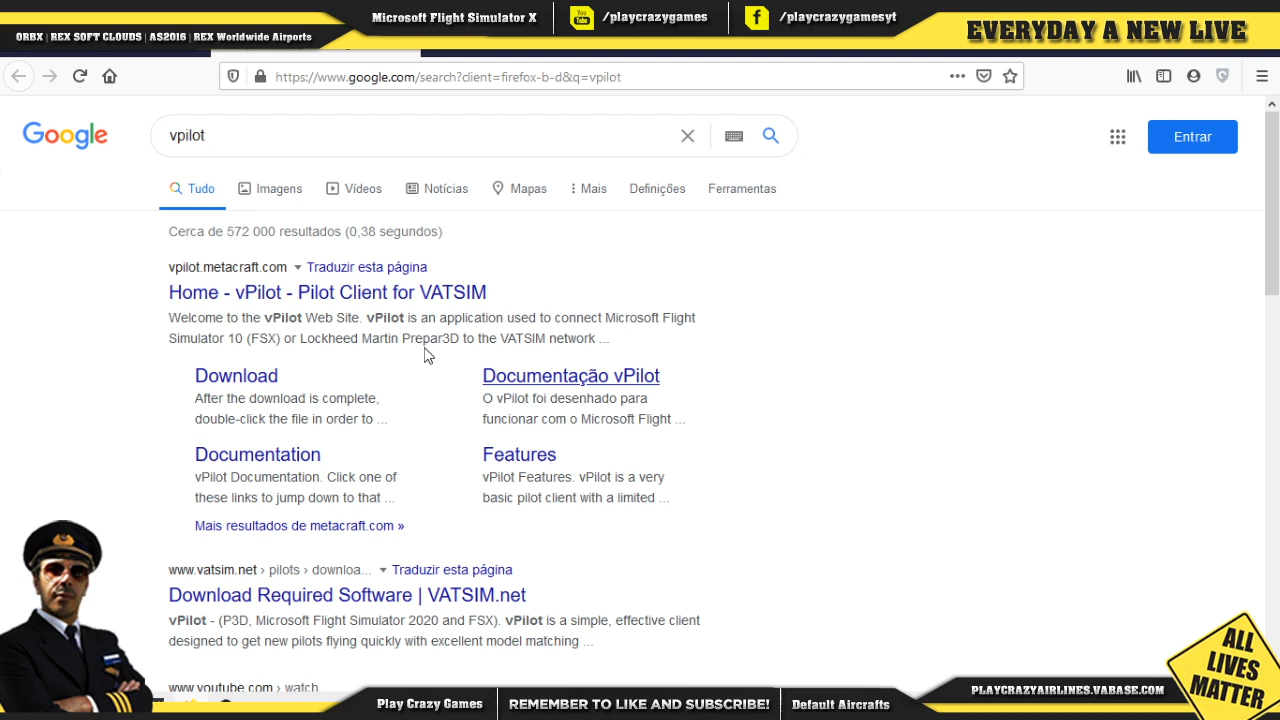 Microsoft Flight Simulator X
You Tube /playcrazygames
f /playcrazygamesyt
EVERYDAY A NEW LIVE
ORBX | REX SOFT CLOUDS | AS2016 | REX Worldwide Airports
https://www.google.com/search?client=firefox-b-d&q=vpilot
Google
vpilot
Entrar
Tudo Imagens Vídeos Notícias Mapas Mais Definições Ferramentas
Cerca de 572 000 resultados (0,38 segundos)
vpilot.metacraft.com Traduzir esta página
Home - vPilot - Pilot Client for VATSIM
Welcome to the vPilot Web Site. vPilot is an application used to connect Microsoft Flight
Simulator 10 (FSX) or Lockheed Martin Prepar3D to the VATSIM network ...
Download
After the download is complete,
double-click the file in order to ...
Documentação vPilot
O vPilot foi desenhado para
funcionar com o Microsoft Flight ...
Documentation
vPilot Documentation. Click one of
these links to jump down to that ...
Features
vPilot Features. vPilot is a very
basic pilot client with a limited ...
Mais resultados de metacraft.com »
www.vatsim.net › pilots › downloa... Traduzir esta página
Download Required Software | VATSIM.net
vPilot - (P3D, Microsoft Flight Simulator 2020 and FSX). vPilot is a simple, effective client
designed to get new pilots flying quickly with excellent model matching ...
www.youtube.com › watch
ALL
LIVES
MATTER
PLAYCRAZYAIRLINES.VABASE.COM
Play Crazy Games
REMEMBER TO LIKE AND SUBSCRIBE!
Default Aircrafts